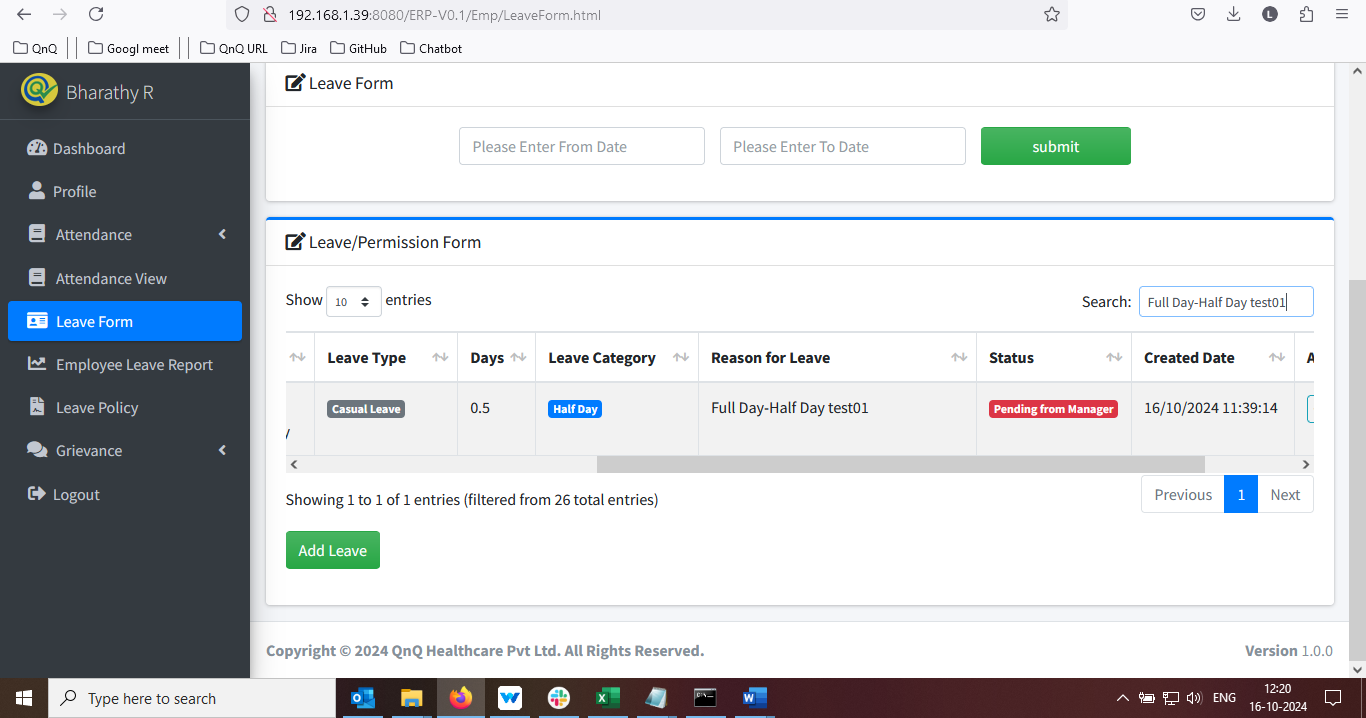 192.168.1.39:8080/ERP-V0.1/Emp/LeaveForm.html
L
QnQ Googl meet QnQ URL Jira GitHub Chatbot
Bharathy R
Dashboard
Profile
Attendance
Attendance View
Leave Form
Employee Leave Report
Leave Policy
Grievance
Logout
Leave Form
Please Enter From Date Please Enter To Date submit
Leave/Permission Form
Show 10 entries Search: Full Day-Half Day test01
Leave Type Days Leave Category Reason for Leave Status Created Date
Casual Leave 0.5 Half Day Full Day-Half Day test01 Pending from Manager 16/10/2024 11:39:14
Showing 1 to 1 of 1 entries (filtered from 26 total entries) Previous 1 Next
Add Leave
Copyright © 2024 QnQ Healthcare Pvt Ltd. All Rights Reserved. Version 1.0.0
Type here to search ENG 12:20
16-10-2024